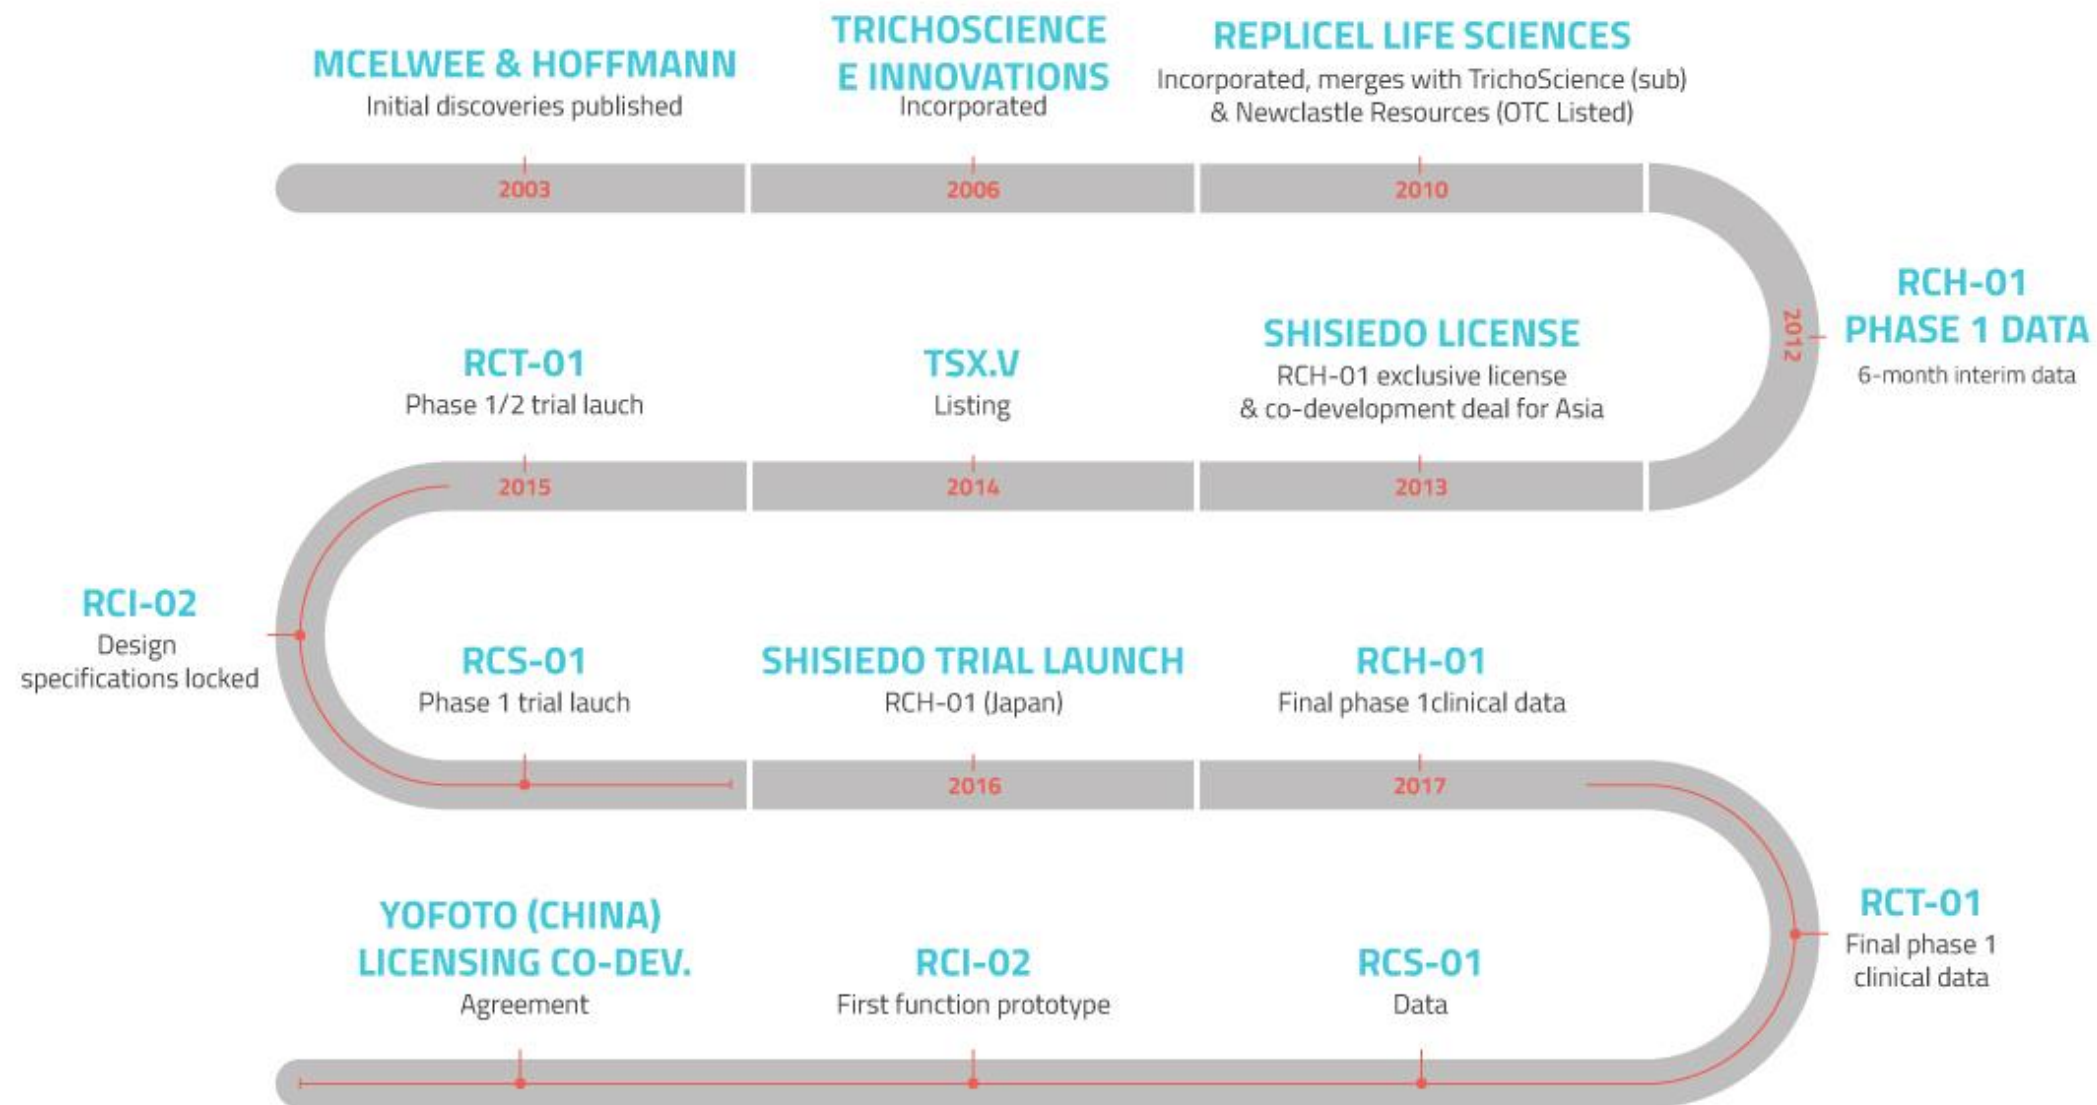 MCELWEE & HOFFMANN
Initial discoveries published
2003
TRICHOSCIENCE
E INNOVATIONS
Incorporated
2006
REPLICEL LIFE SCIENCES
Incorporated, merges with TrichoScience (sub)
& Newclastle Resources (OTC Listed)
2010
RCH-01
PHASE 1 DATA
6-month interim data
2012
SHISIEDO LICENSE
RCH-01 exclusive license
& co-development deal for Asia
2013
TSX.V
Listing
2014
RCT-01
Phase 1/2 trial lauch
2015
RCI-02
Design
specifications locked
RCS-01
Phase 1 trial lauch
SHISIEDO TRIAL LAUNCH
RCH-01 (Japan)
2016
RCH-01
Final phase 1clinical data
2017
RCT-01
Final phase 1
clinical data
RCS-01
Data
RCI-02
First function prototype
YOFOTO (CHINA)
LICENSING CO-DEV.
Agreement